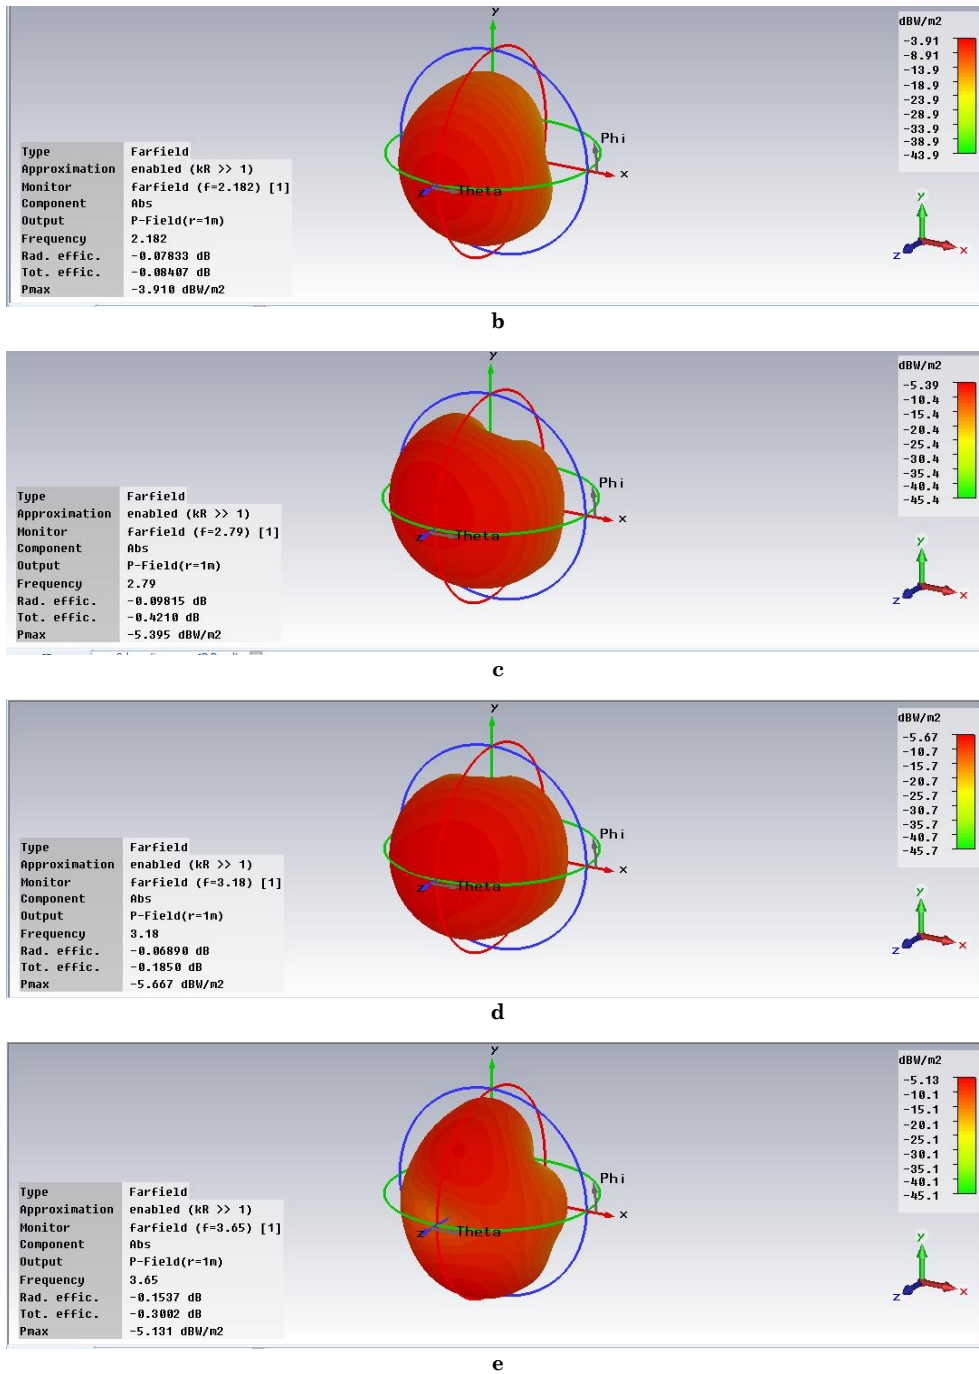 dBW/m2
-3.91
-8.91
-13.9
-18.9
-23.9
-28.9
-33.9
-38.9
-43.9
y
Phi
x
z
Theta
Type Farfield
Approximation enabled (kR >> 1)
Monitor farfield (f=2.182) [1]
Component Abs
Output P-Field(r=1m)
Frequency 2.182
Rad. effic. -0.07833 dB
Tot. effic. -0.08407 dB
Pmax -3.910 dBW/m2
y
z
x
b
dBW/m2
-5.39
-10.4
-15.4
-20.4
-25.4
-30.4
-35.4
-40.4
-45.4
y
Phi
x
z
Theta
Type Farfield
Approximation enabled (kR >> 1)
Monitor farfield (f=2.79) [1]
Component Abs
Output P-Field(r=1m)
Frequency 2.79
Rad. effic. -0.09815 dB
Tot. effic. -0.4210 dB
Pmax -5.395 dBW/m2
y
z
x
c
dBW/m2
-5.67
-10.7
-15.7
-20.7
-25.7
-30.7
-35.7
-40.7
-45.7
y
Phi
x
z
Theta
Type Farfield
Approximation enabled (kR >> 1)
Monitor farfield (f=3.18) [1]
Component Abs
Output P-Field(r=1m)
Frequency 3.18
Rad. effic. -0.06890 dB
Tot. effic. -0.1850 dB
Pmax -5.667 dBW/m2
y
z
x
d
dBW/m2
-5.13
-10.1
-15.1
-20.1
-25.1
-30.1
-35.1
-40.1
-45.1
y
Phi
x
z
Theta
Type Farfield
Approximation enabled (kR >> 1)
Monitor farfield (f=3.65) [1]
Component Abs
Output P-Field(r=1m)
Frequency 3.65
Rad. effic. -0.1537 dB
Tot. effic. -0.3002 dB
Pmax -5.131 dBW/m2
y
z
x
e